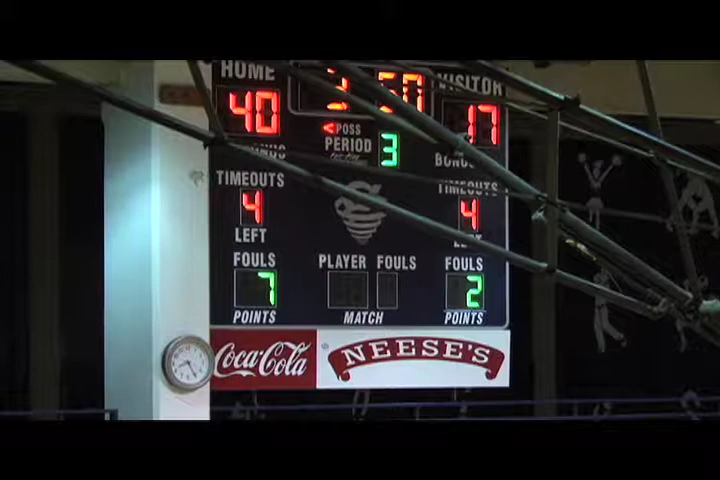 HOME VISITOR
40 17
<POSS
PERIOD 3
TIMEOUTS TIMEOUTS
4 4
LEFT LEFT
FOULS PLAYER FOULS FOULS
7 2
POINTS MATCH POINTS
Coca-Cola NEESE'S